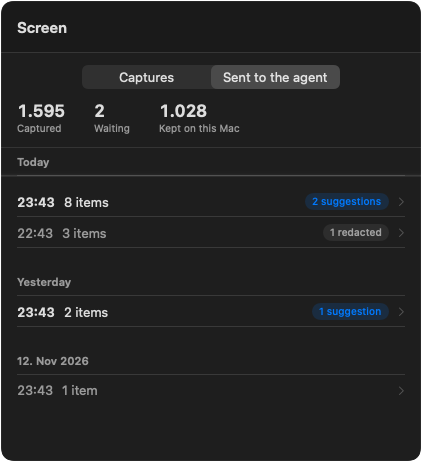 Screen
Captures Sent to the agent
1.595 2 1.028
Captured Waiting Kept on this Mac
Today
23:43 8 items 2 suggestions
22:43 3 items 1 redacted
Yesterday
23:43 2 items 1 suggestion
12. Nov 2026
23:43 1 item